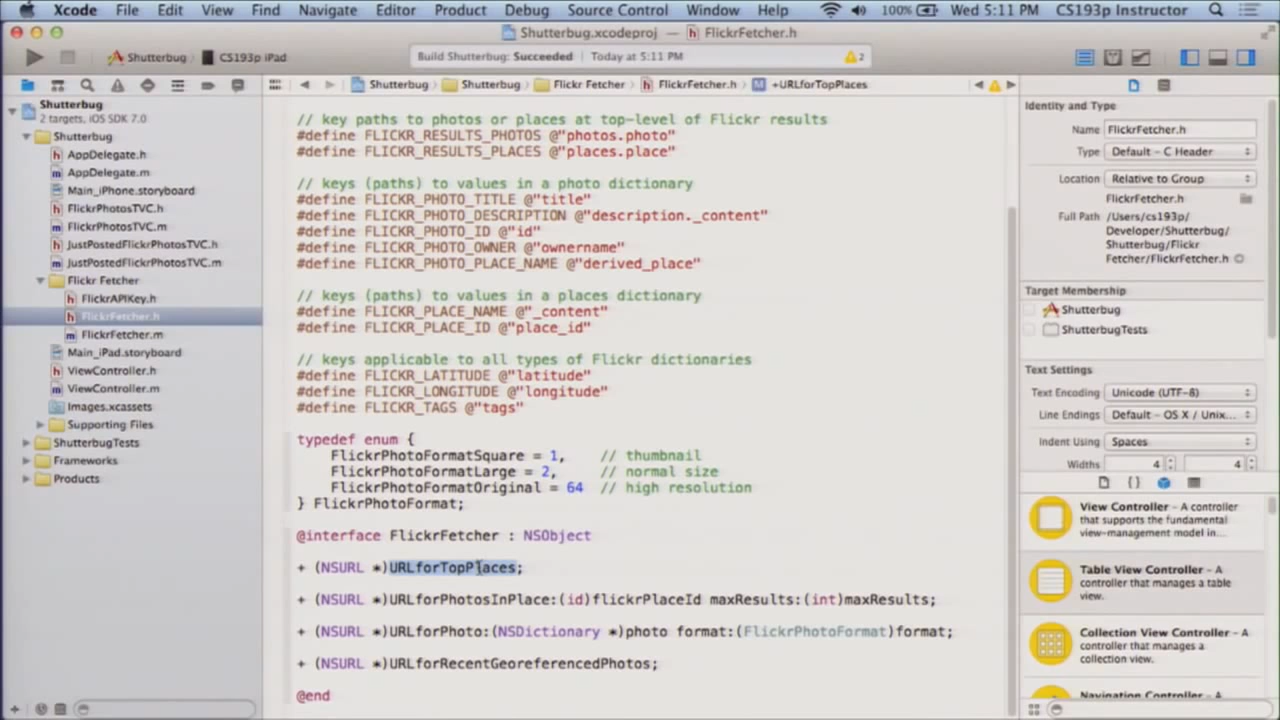 Xcode File Edit View Find Navigate Editor Product Debug Source Control Window Help 100% Wed 5:11 PM CS193p Instructor
Shutterbug.xcodeproj — FlickrFetcher.h
Shutterbug CS193p iPad
Build Shutterbug: Succeeded Today at 5:11 PM 2
Shutterbug Shutterbug Flickr Fetcher FlickrFetcher.h +URLforTopPlaces
Shutterbug
2 targets, iOS SDK 7.0
Shutterbug
AppDelegate.h
AppDelegate.m
Main_iPhone.storyboard
FlickrPhotosTVC.h
FlickrPhotosTVC.m
JustPostedFlickrPhotosTVC.h
JustPostedFlickrPhotosTVC.m
Flickr Fetcher
FlickrAPIKey.h
FlickrFetcher.h
FlickrFetcher.m
Main_iPad.storyboard
ViewController.h
ViewController.m
Images.xcassets
Supporting Files
ShutterbugTests
Frameworks
Products
// key paths to photos or places at top-level of Flickr results
#define FLICKR_RESULTS_PHOTOS @"photos.photo"
#define FLICKR_RESULTS_PLACES @"places.place"
// keys (paths) to values in a photo dictionary
#define FLICKR_PHOTO_TITLE @"title"
#define FLICKR_PHOTO_DESCRIPTION @"description._content"
#define FLICKR_PHOTO_ID @"id"
#define FLICKR_PHOTO_OWNER @"ownername"
#define FLICKR_PHOTO_PLACE_NAME @"derived_place"
// keys (paths) to values in a places dictionary
#define FLICKR_PLACE_NAME @"_content"
#define FLICKR_PLACE_ID @"place_id"
// keys applicable to all types of Flickr dictionaries
#define FLICKR_LATITUDE @"latitude"
#define FLICKR_LONGITUDE @"longitude"
#define FLICKR_TAGS @"tags"
typedef enum {
FlickrPhotoFormatSquare = 1, // thumbnail
FlickrPhotoFormatLarge = 2, // normal size
FlickrPhotoFormatOriginal = 64 // high resolution
} FlickrPhotoFormat;
@interface FlickrFetcher : NSObject
+ (NSURL *)URLforTopPlaces;
+ (NSURL *)URLforPhotosInPlace:(id)flickrPlaceId maxResults:(int)maxResults;
+ (NSURL *)URLforPhoto:(NSDictionary *)photo format:(FlickrPhotoFormat)format;
+ (NSURL *)URLforRecentGeoreferencedPhotos;
@end
Identity and Type
Name FlickrFetcher.h
Type Default - C Header
Location Relative to Group
FlickrFetcher.h
Full Path /Users/cs193p/
Developer/Shutterbug/
Shutterbug/Flickr
Fetcher/FlickrFetcher.h
Target Membership
Shutterbug
ShutterbugTests
Text Settings
Text Encoding Unicode (UTF-8)
Line Endings Default - OS X / Unix...
Indent Using Spaces
Widths 4 4
View Controller - A controller
that supports the fundamental
view-management model in...
Table View Controller - A
controller that manages a table
view.
Collection View Controller - A
controller that manages a
collection view.
Navigation Controller - A